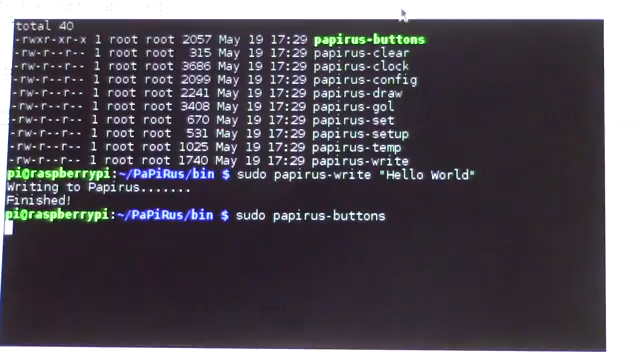 total 40
-rwxr-xr-x 1 root root 2057 May 19 17:29 papirus-buttons
-rw-r--r-- 1 root root  315 May 19 17:29 papirus-clear
-rw-r--r-- 1 root root 3686 May 19 17:29 papirus-clock
-rw-r--r-- 1 root root 2099 May 19 17:29 papirus-config
-rw-r--r-- 1 root root 2241 May 19 17:29 papirus-draw
-rw-r--r-- 1 root root 3408 May 19 17:29 papirus-gol
-rw-r--r-- 1 root root  670 May 19 17:29 papirus-set
-rw-r--r-- 1 root root  531 May 19 17:29 papirus-setup
-rw-r--r-- 1 root root 1025 May 19 17:29 papirus-temp
-rw-r--r-- 1 root root 1740 May 19 17:29 papirus-write
pi@raspberrypi:~/PaPiRus/bin $ sudo papirus-write "Hello World"
Writing to Papirus.......
Finished!
pi@raspberrypi:~/PaPiRus/bin $ sudo papirus-buttons